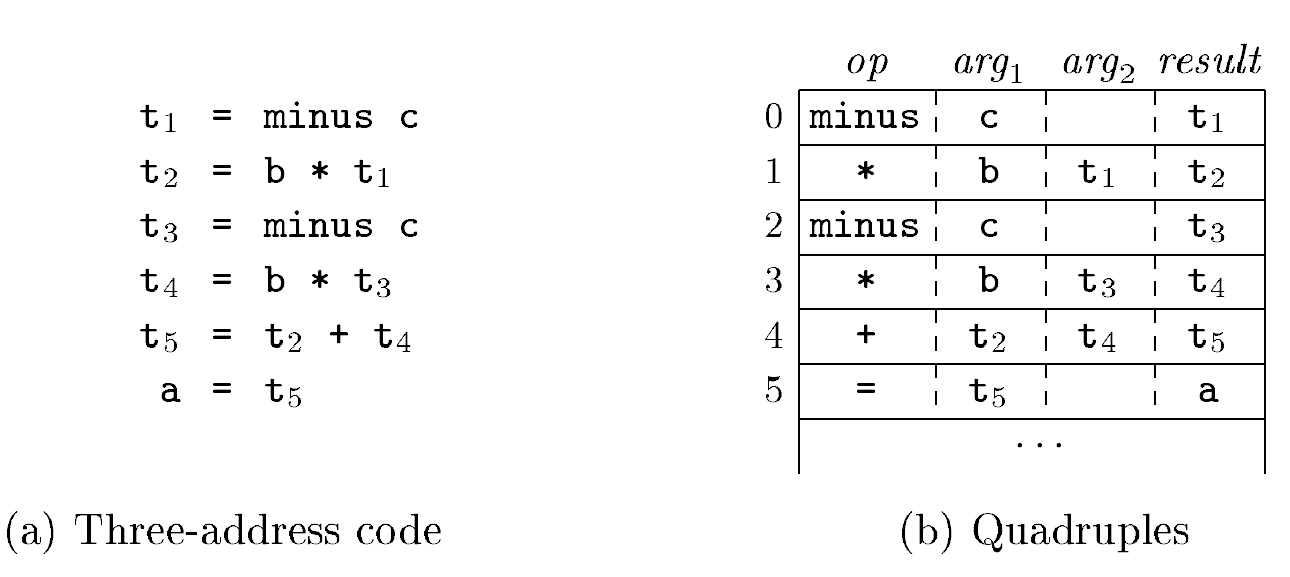 t₁ = minus c
t₂ = b * t₁
t₃ = minus c
t₄ = b * t₃
t₅ = t₂ + t₄
a = t₅
(a) Three-address code
op arg₁ arg₂ result
0 minus c t₁
1 * b t₁ t₂
2 minus c t₃
3 * b t₃ t₄
4 + t₂ t₄ t₅
5 = t₅ a
...
(b) Quadruples